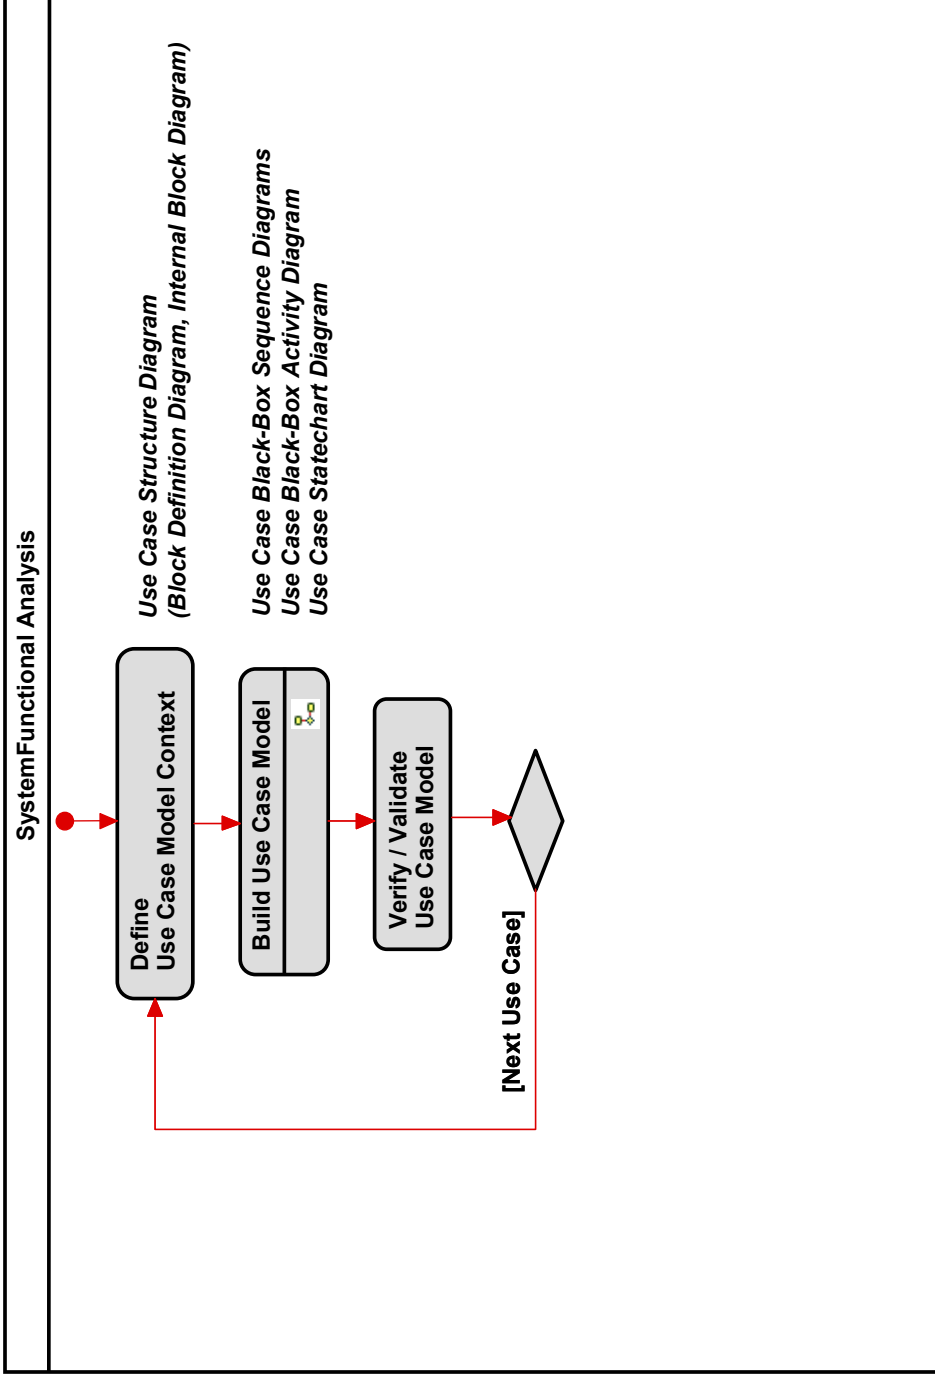 SystemFunctional Analysis
Define
Use Case Model Context
Use Case Structure Diagram
(Block Definition Diagram, Internal Block Diagram)
Build Use Case Model
Use Case Black-Box Sequence Diagrams
Use Case Black-Box Activity Diagram
Use Case Statechart Diagram
Verify / Validate
Use Case Model
[Next Use Case]